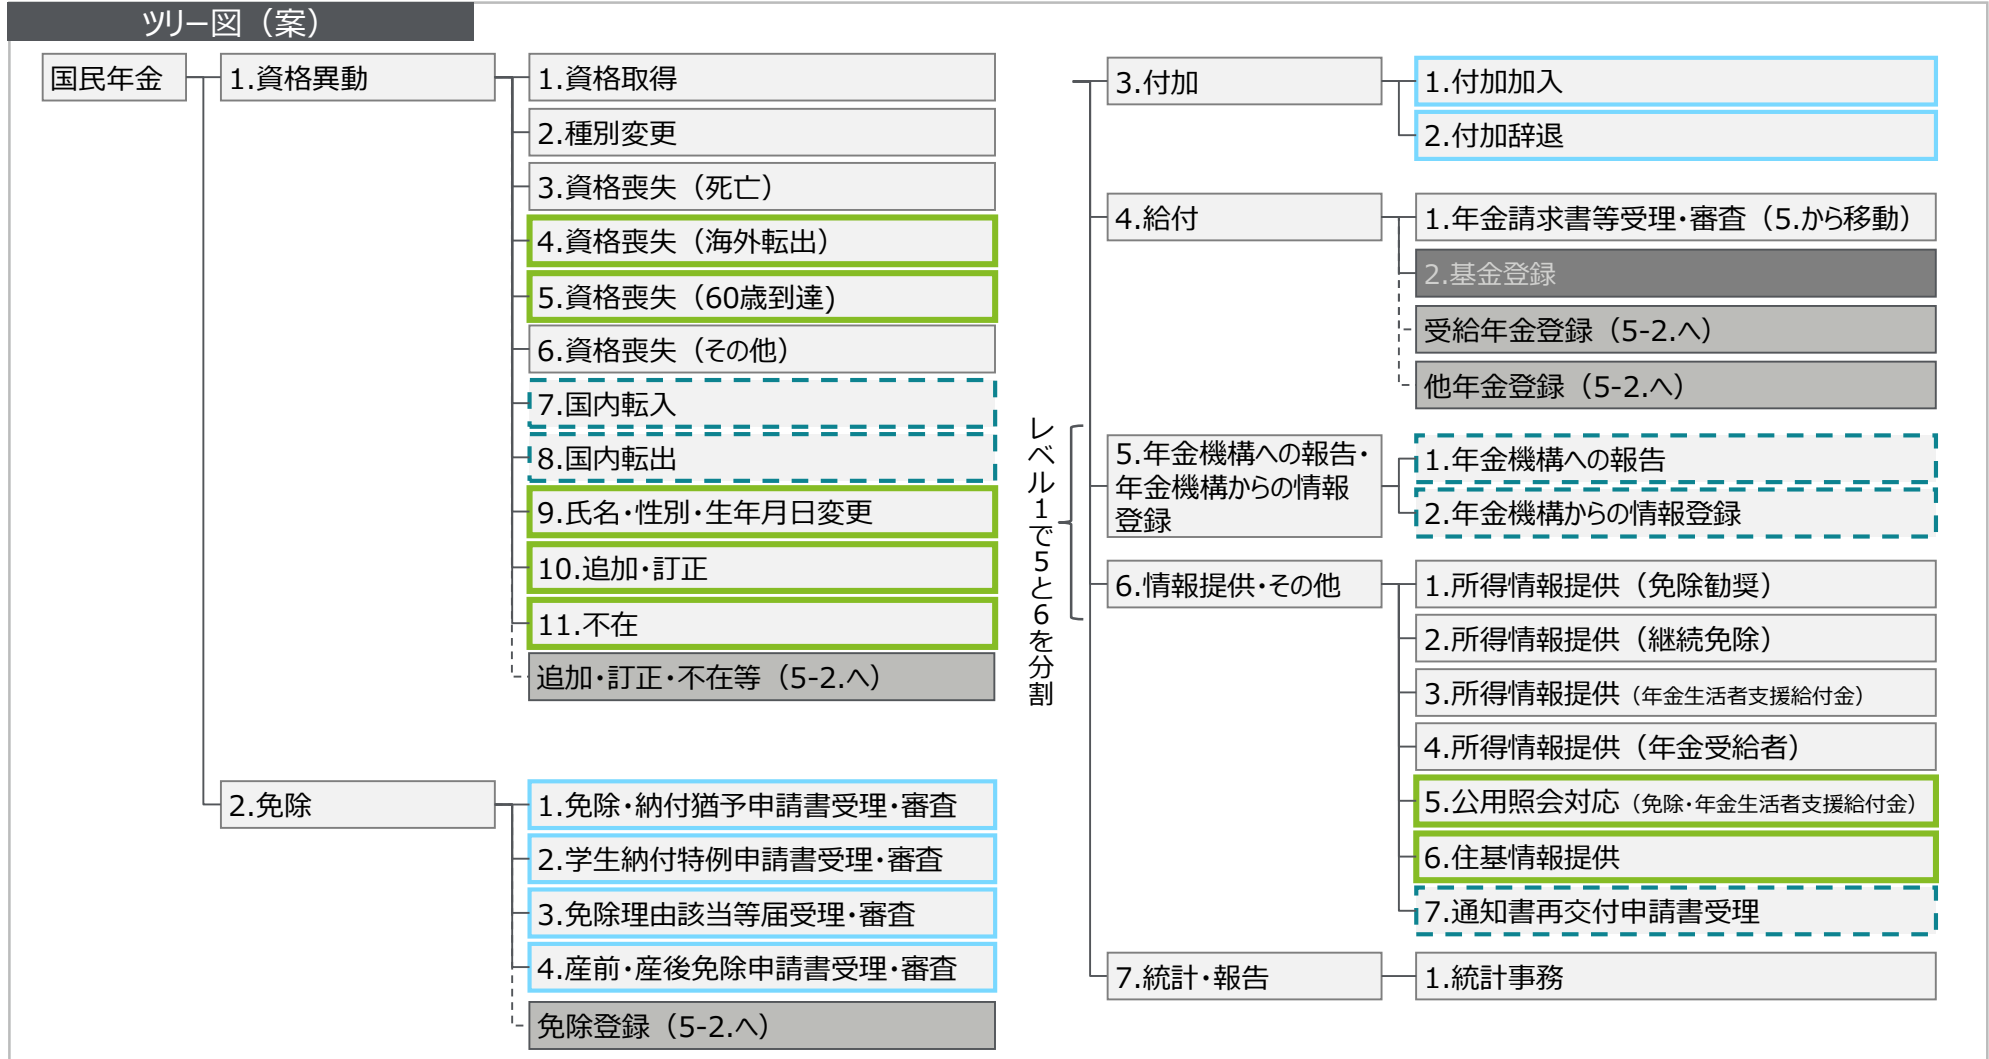 ツリー図（案）
国民年金
1.資格異動
1.資格取得
2.種別変更
3.資格喪失（死亡）
4.資格喪失（海外転出）
5.資格喪失（60歳到達)
6.資格喪失（その他）
7.国内転入
8.国内転出
9.氏名・性別・生年月日変更
10.追加・訂正
11.不在
追加・訂正・不在等（5-2.へ）
2.免除
1.免除・納付猶予申請書受理・審査
2.学生納付特例申請書受理・審査
3.免除理由該当等届受理・審査
4.産前・産後免除申請書受理・審査
免除登録（5-2.へ）
3.付加
1.付加加入
2.付加辞退
4.給付
1.年金請求書等受理・審査（5.から移動）
2.基金登録
受給年金登録（5-2.へ）
他年金登録（5-2.へ）
レベル1で5と6を分割
5.年金機構への報告・
年金機構からの情報
登録
1.年金機構への報告
2.年金機構からの情報登録
6.情報提供・その他
1.所得情報提供（免除勧奨）
2.所得情報提供（継続免除）
3.所得情報提供（年金生活者支援給付金）
4.所得情報提供（年金受給者）
5.公用照会対応（免除・年金生活者支援給付金）
6.住基情報提供
7.通知書再交付申請書受理
7.統計・報告
1.統計事務